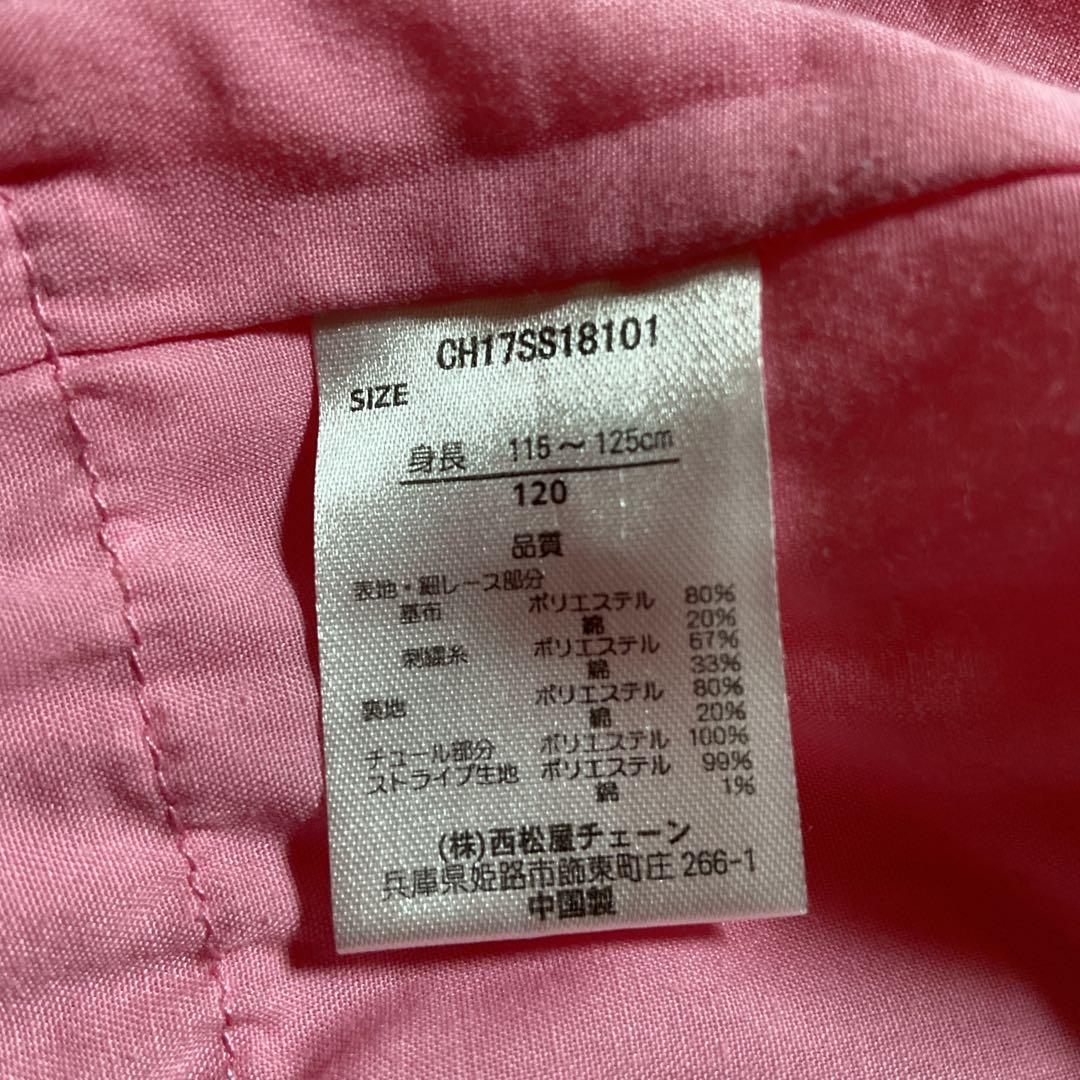 CH17SS18101
SIZE
身長 115～125cm
120
品質
表地・細レース部分
基布 ポリエステル 80%
綿 20%
刺繍糸 ポリエステル 67%
綿 33%
裏地 ポリエステル 80%
綿 20%
チュール部分 ポリエステル 100%
ストライプ生地 ポリエステル 99%
綿 1%
(株)西松屋チェーン
兵庫県姫路市飾東町庄266-1
中国製